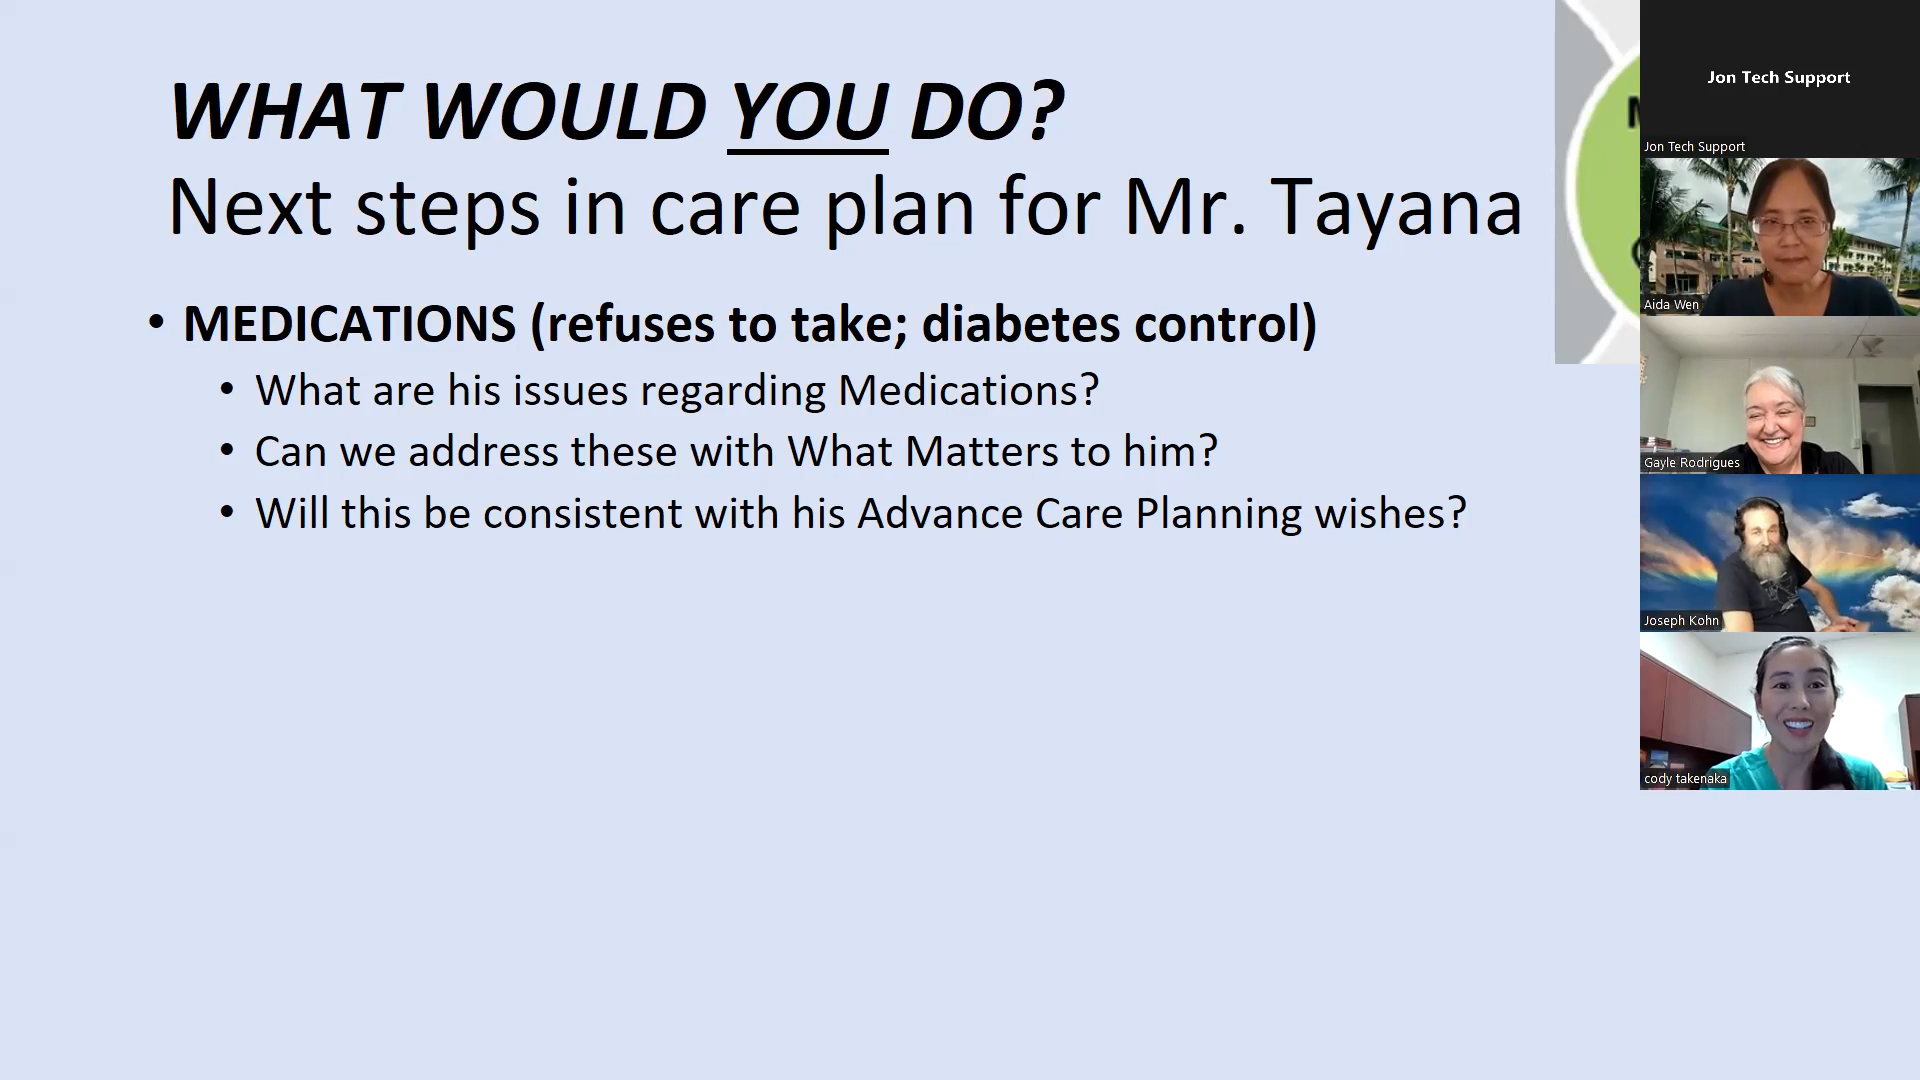 WHAT WOULD YOU DO?
Next steps in care plan for Mr. Tayana
• MEDICATIONS (refuses to take; diabetes control)
• What are his issues regarding Medications?
• Can we address these with What Matters to him?
• Will this be consistent with his Advance Care Planning wishes?
Jon Tech Support
Jon Tech Support
Aida Wen
Gayle Rodrigues
Joseph Kohn
cody takenaka